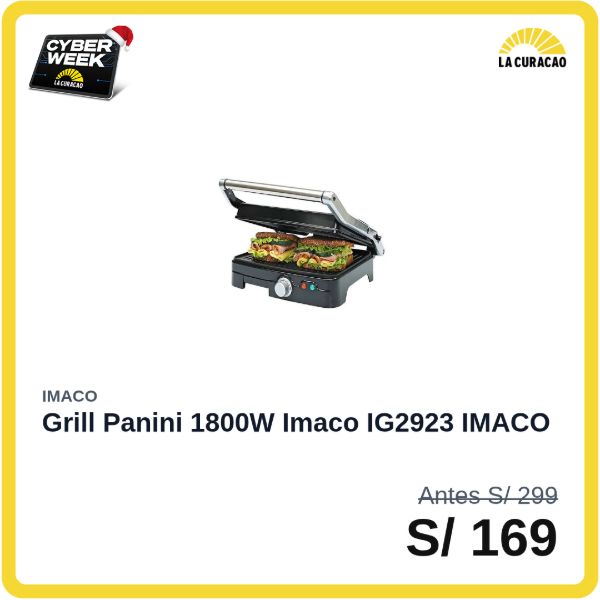 CYBER
WEEK
LA CURACAO
LA CURACAO
IMACO
Grill Panini 1800W Imaco IG2923 IMACO
Antes S/ 299
S/ 169